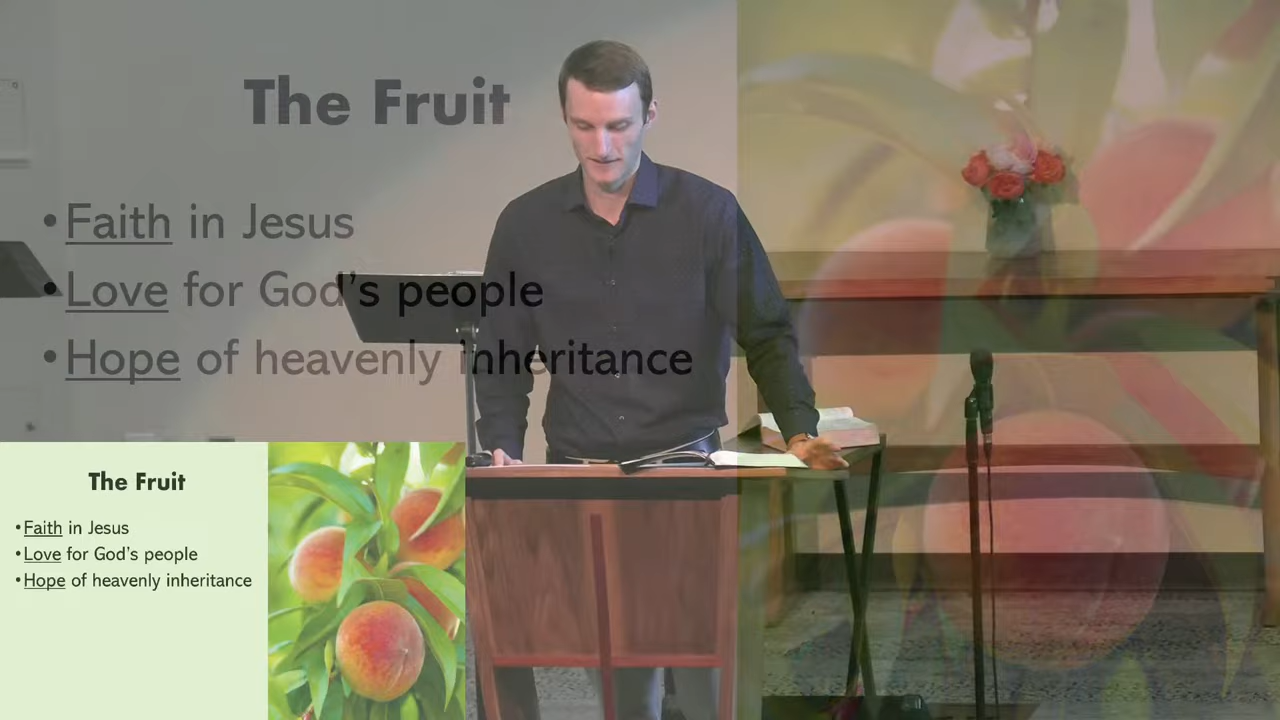 The Fruit
•Faith in Jesus
•Love for God's people
•Hope of heavenly inheritance
The Fruit
•Faith in Jesus
•Love for God's people
•Hope of heavenly inheritance